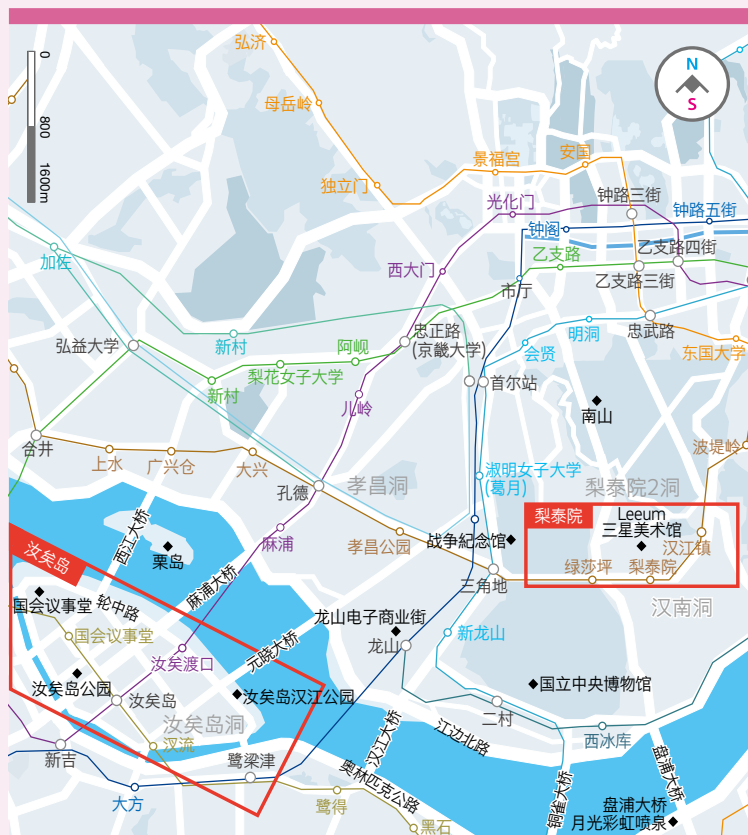 弘济
0
800
1600m
N
S
母岳岭
景福宫
安国
独立门
光化门
钟路三街
钟路五街
钟阁
加佐
乙支路
乙支路四街
西大门
乙支路三街
市厅
弘益大学
新村
阿岘
忠正路
(京畿大学)
会贤
明洞
忠武路
东国大学
梨花女子大学
新村
儿岭
首尔站
南山
合井
上水
广兴仓
大兴
波堤岭
淑明女子大学
(葛月)
孔德
孝昌洞
梨泰院2洞
梨泰院
Leeum
三星美术馆
汉江镇
西江大桥
麻浦
孝昌公园
战争纪念馆
汝矣岛
栗岛
三角地
绿莎坪
梨泰院
国会议事堂
轮中路
麻浦大桥
汉南洞
国会议事堂
龙山电子商业街
元晓大桥
新龙山
龙山
汝矣渡口
汝矣岛公园
汝矣岛
汝矣岛汉江公园
国立中央博物馆
汝矣岛洞
二村
江边北路
汉江大桥
西冰库
汊流
新吉
鹭梁津
盘浦大桥
奥林匹克公路
铜雀大桥
大方
鹭得
盘浦大桥
月光彩虹喷泉
黑石